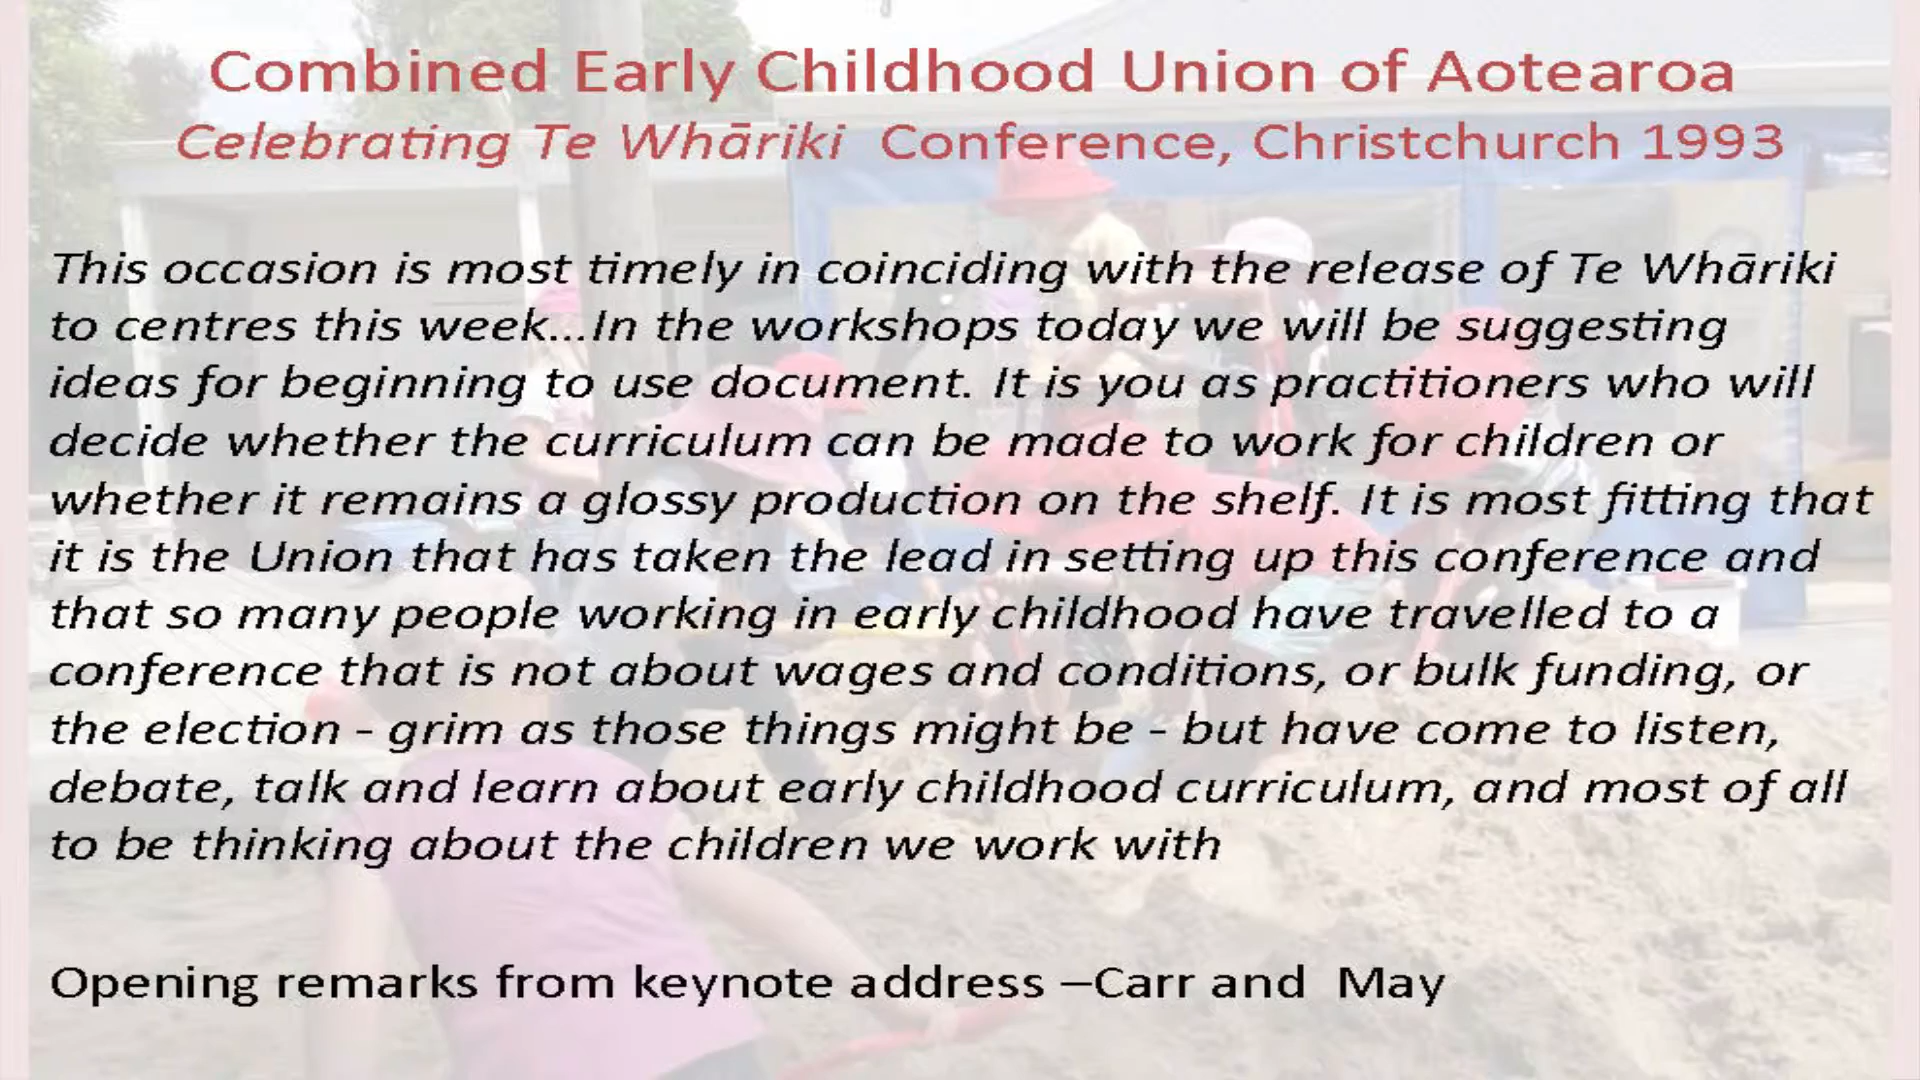 Combined Early Childhood Union of Aotearoa
Celebrating Te Whāriki Conference, Christchurch 1993
This occasion is most timely in coinciding with the release of Te Whāriki
to centres this week...In the workshops today we will be suggesting
ideas for beginning to use document. It is you as practitioners who will
decide whether the curriculum can be made to work for children or
whether it remains a glossy production on the shelf. It is most fitting that
it is the Union that has taken the lead in setting up this conference and
that so many people working in early childhood have travelled to a
conference that is not about wages and conditions, or bulk funding, or
the election - grim as those things might be - but have come to listen,
debate, talk and learn about early childhood curriculum, and most of all
to be thinking about the children we work with
Opening remarks from keynote address –Carr and May